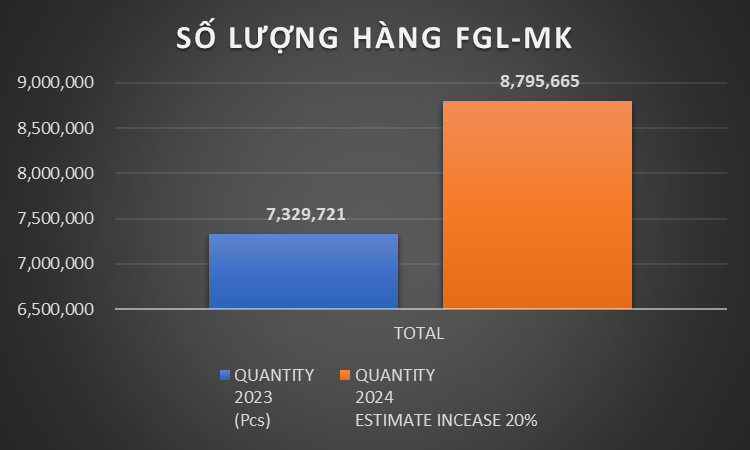 SỐ LƯỢNG HÀNG FGL-MK
9,000,000
8,500,000
8,000,000
7,500,000
7,000,000
6,500,000
8,795,665
7,329,721
TOTAL
QUANTITY
2023
(Pcs)
QUANTITY
2024
ESTIMATE INCEASE 20%